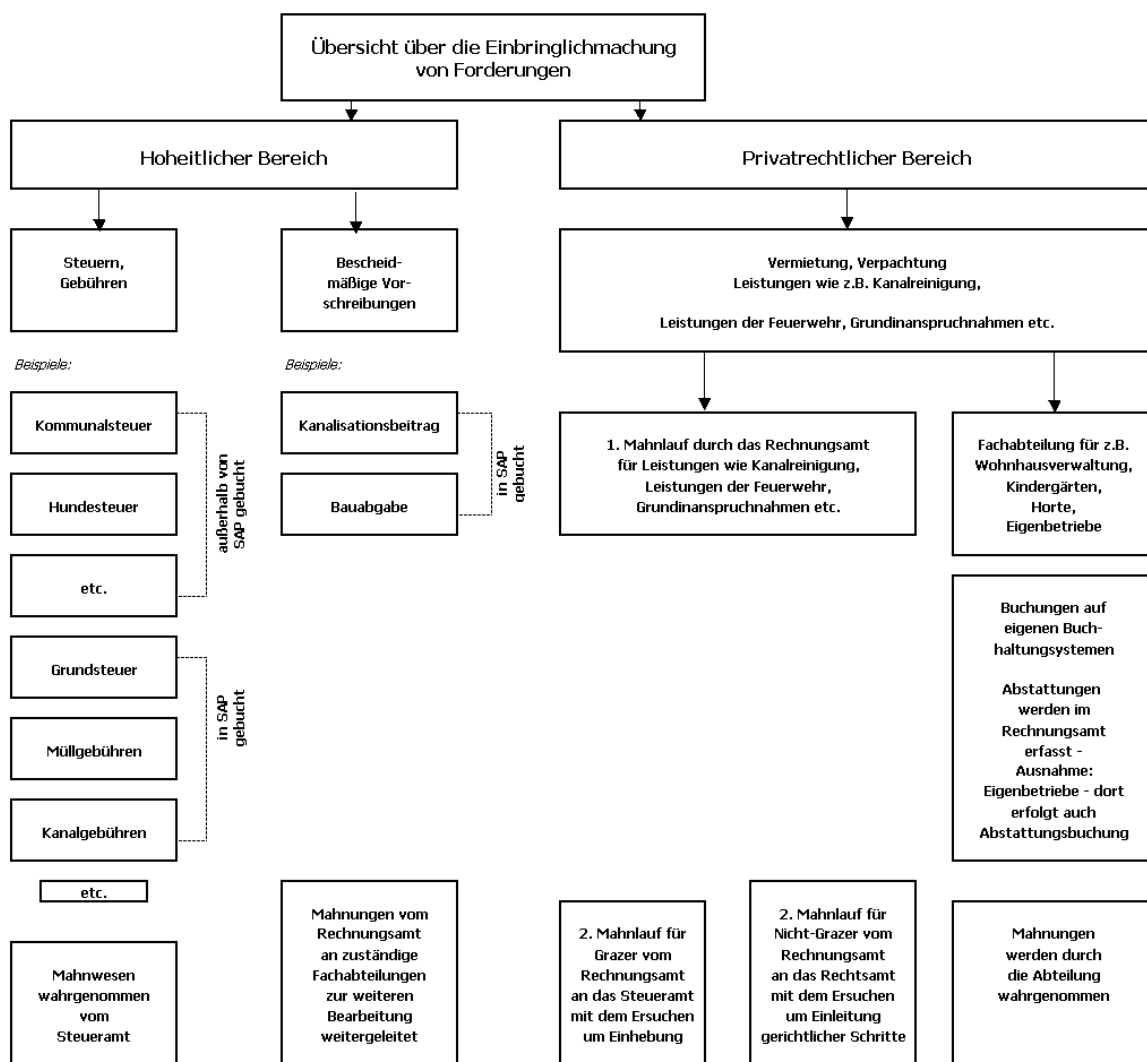 Übersicht über die Einbringlichmachung
von Forderungen
Hoheitlicher Bereich
Privatrechtlicher Bereich
Steuern,
Gebühren
Bescheid-
mäßige Vor-
schreibungen
Vermietung, Verpachtung
Leistungen wie z.B. Kanalreinigung,
Leistungen der Feuerwehr, Grundinanspruchnahmen etc.
Beispiele:
Kommunalsteuer
Hundesteuer
etc.
außerhalb von
SAP gebucht
Grundsteuer
Müllgebühren
Kanalgebühren
in SAP
gebucht
etc.
Mahnwesen
wahrgenommen
vom
Steueramt
Beispiele:
Kanalisationsbeitrag
Bauabgabe
in SAP
gebucht
Mahnungen vom
Rechnungsamt
an zuständige
Fachabteilungen
zur weiteren
Bearbeitung
weitergeleitet
1. Mahnlauf durch das Rechnungsamt
für Leistungen wie Kanalreinigung,
Leistungen der Feuerwehr,
Grundinanspruchnahmen etc.
2. Mahnlauf für
Grazer vom
Rechnungsamt
an das Steueramt
mit dem Ersuchen
um Einhebung
2. Mahnlauf für
Nicht-Grazer vom
Rechnungsamt
an das Rechtsamt
mit dem Ersuchen
um Einleitung
gerichtlicher Schritte
Fachabteilung für z.B.
Wohnhausverwaltung,
Kindergärten,
Horte,
Eigenbetriebe
Buchungen auf
eigenen Buch-
haltungsystemen
Abstattungen
werden im
Rechnungsamt
erfasst -
Ausnahme:
Eigenbetriebe - dort
erfolgt auch
Abstattungsbuchung
Mahnungen
werden durch
die Abteilung
wahrgenommen